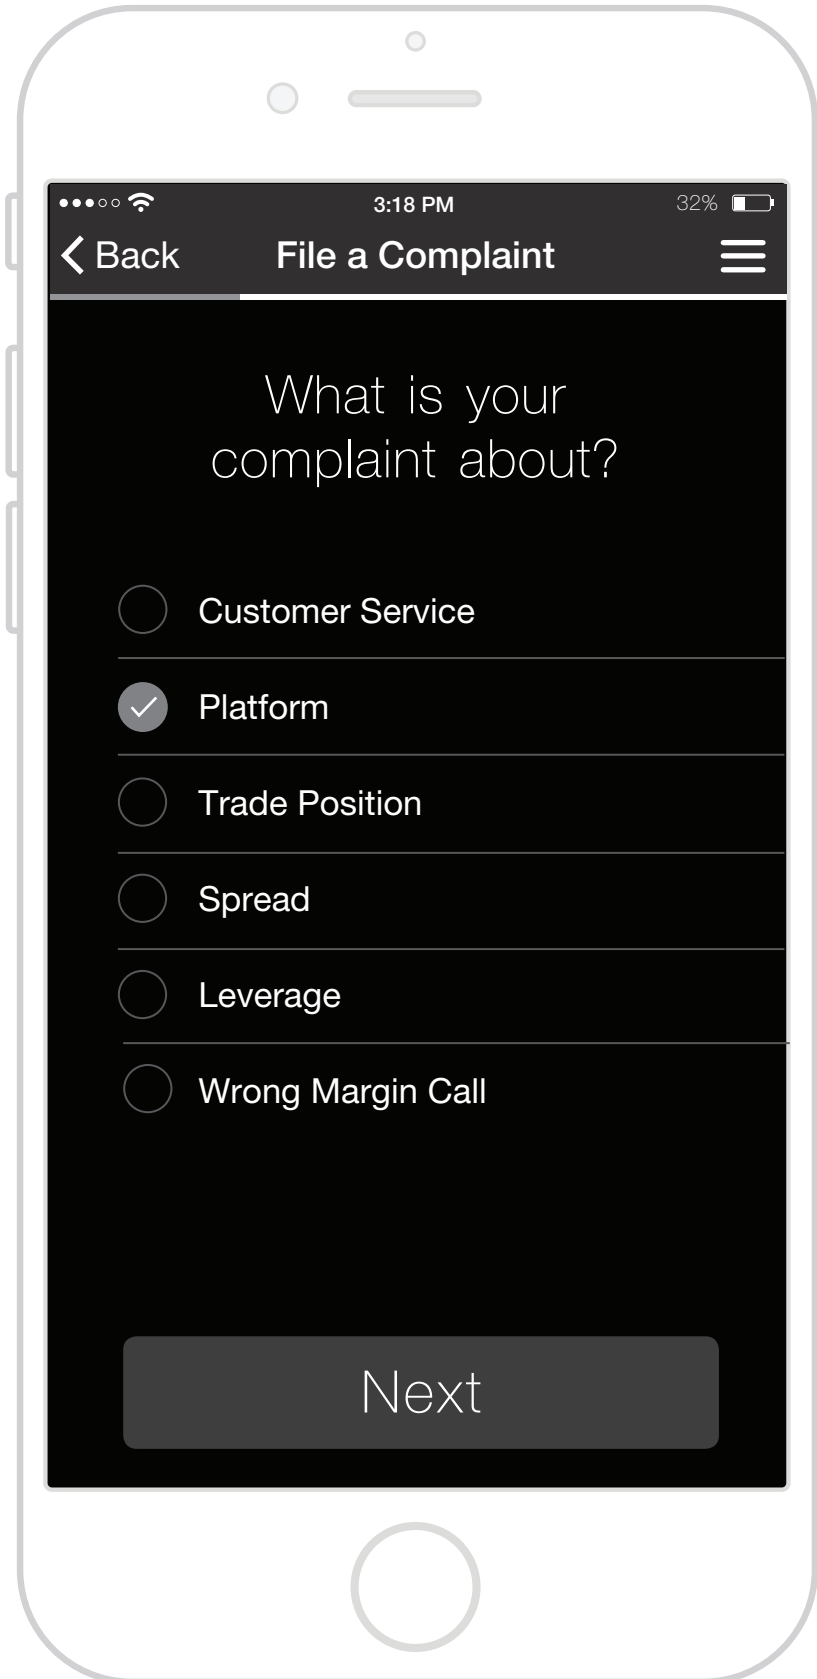 3:18 PM 32%
Back File a Complaint
What is your
complaint about?
Customer Service
Platform
Trade Position
Spread
Leverage
Wrong Margin Call
Next